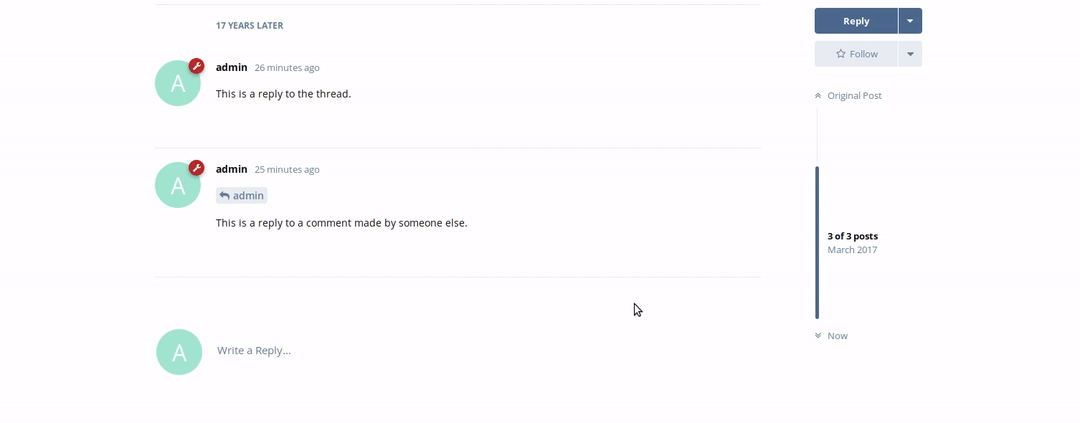 17 YEARS LATER
A
admin 26 minutes ago
This is a reply to the thread.
A
admin 25 minutes ago
admin
This is a reply to a comment made by someone else.
A
Write a Reply...
Reply
Follow
Original Post
3 of 3 posts
March 2017
Now